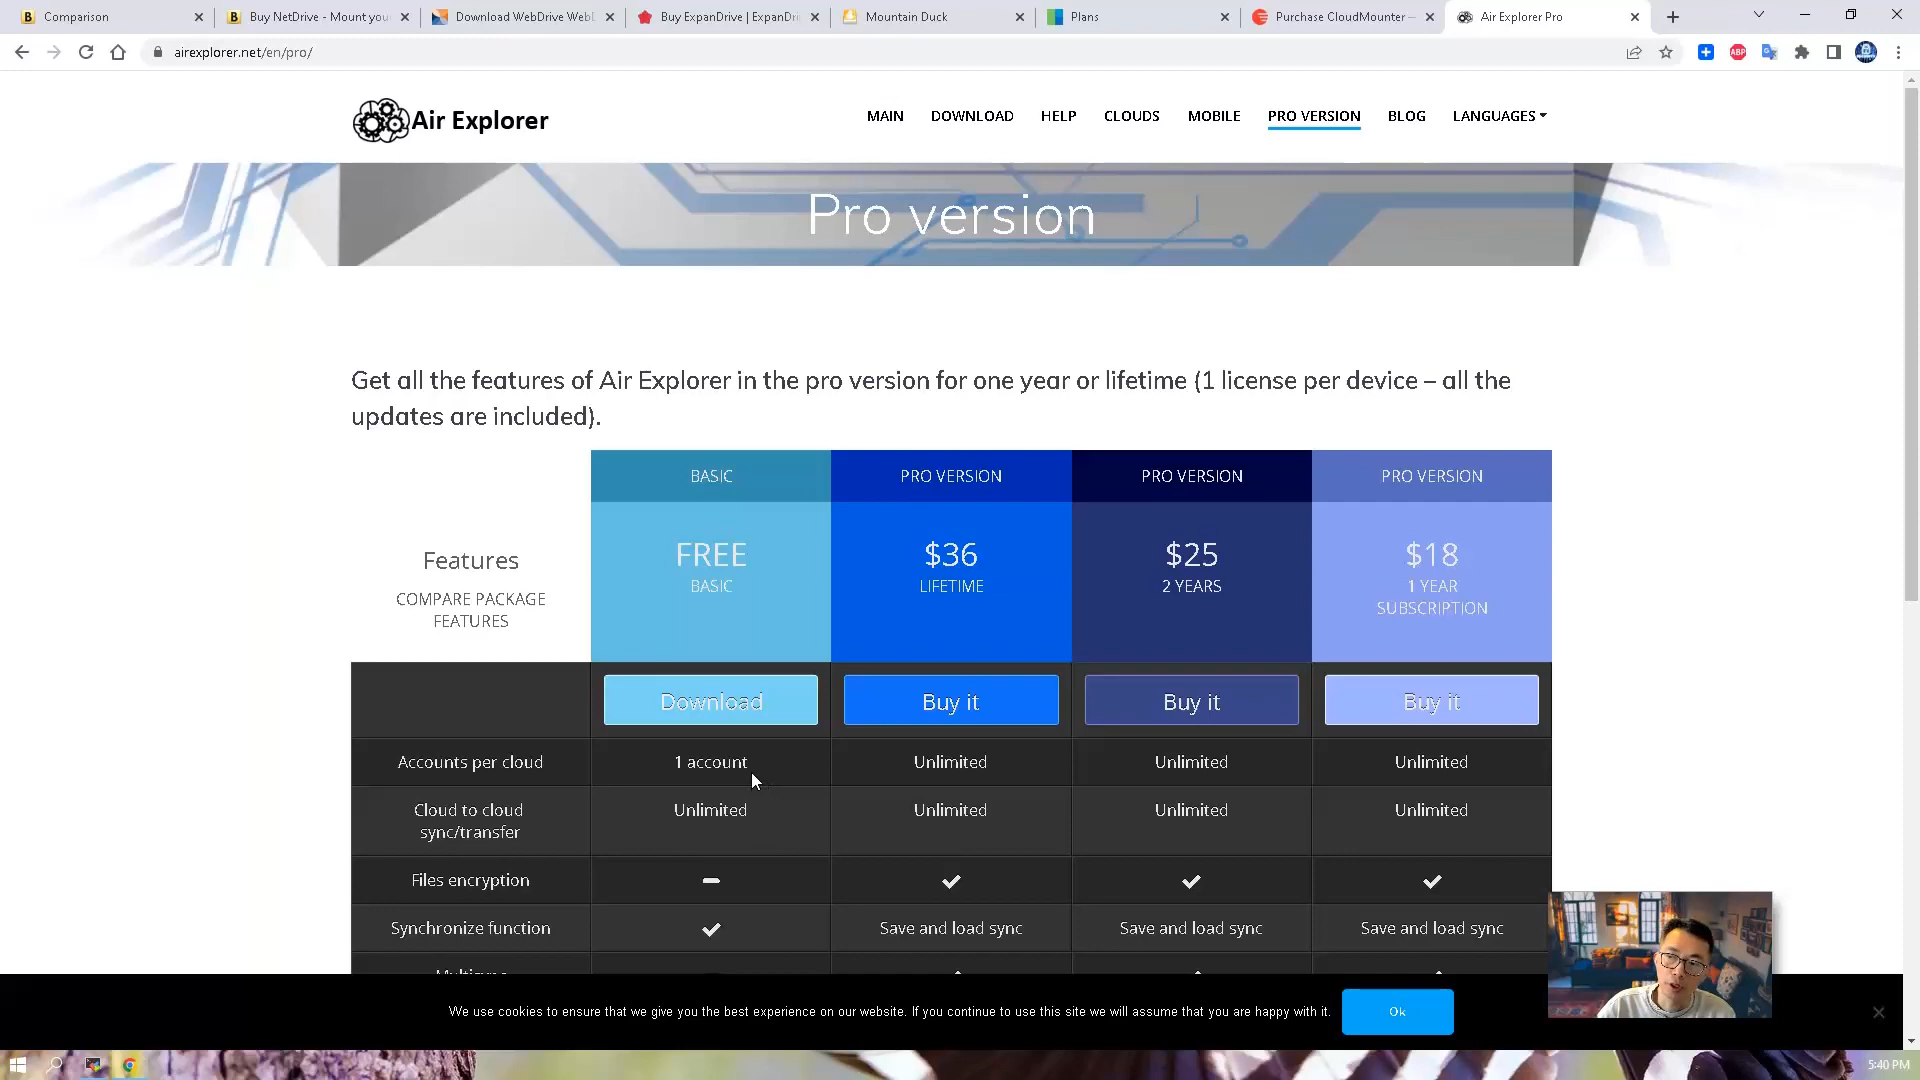 Comparison
Buy NetDrive - Mount you
Download WebDrive WebD
Buy ExpanDrive | ExpanDri
Mountain Duck
Plans
Purchase CloudMounter –
Air Explorer Pro
airexplorer.net/en/pro/
ABP
Air Explorer
MAIN DOWNLOAD HELP CLOUDS MOBILE PRO VERSION BLOG LANGUAGES
Pro version
Get all the features of Air Explorer in the pro version for one year or lifetime (1 license per device – all the
updates are included).
BASIC PRO VERSION PRO VERSION PRO VERSION
Features
COMPARE PACKAGE
FEATURES
FREE
BASIC
$36
LIFETIME
$25
2 YEARS
$18
1 YEAR
SUBSCRIPTION
Download Buy it Buy it Buy it
Accounts per cloud 1 account Unlimited Unlimited Unlimited
Cloud to cloud
sync/transfer
Unlimited Unlimited Unlimited Unlimited
Files encryption
Synchronize function Save and load sync Save and load sync Save and load sync
We use cookies to ensure that we give you the best experience on our website. If you continue to use this site we will assume that you are happy with it.
Ok
5:40 PM